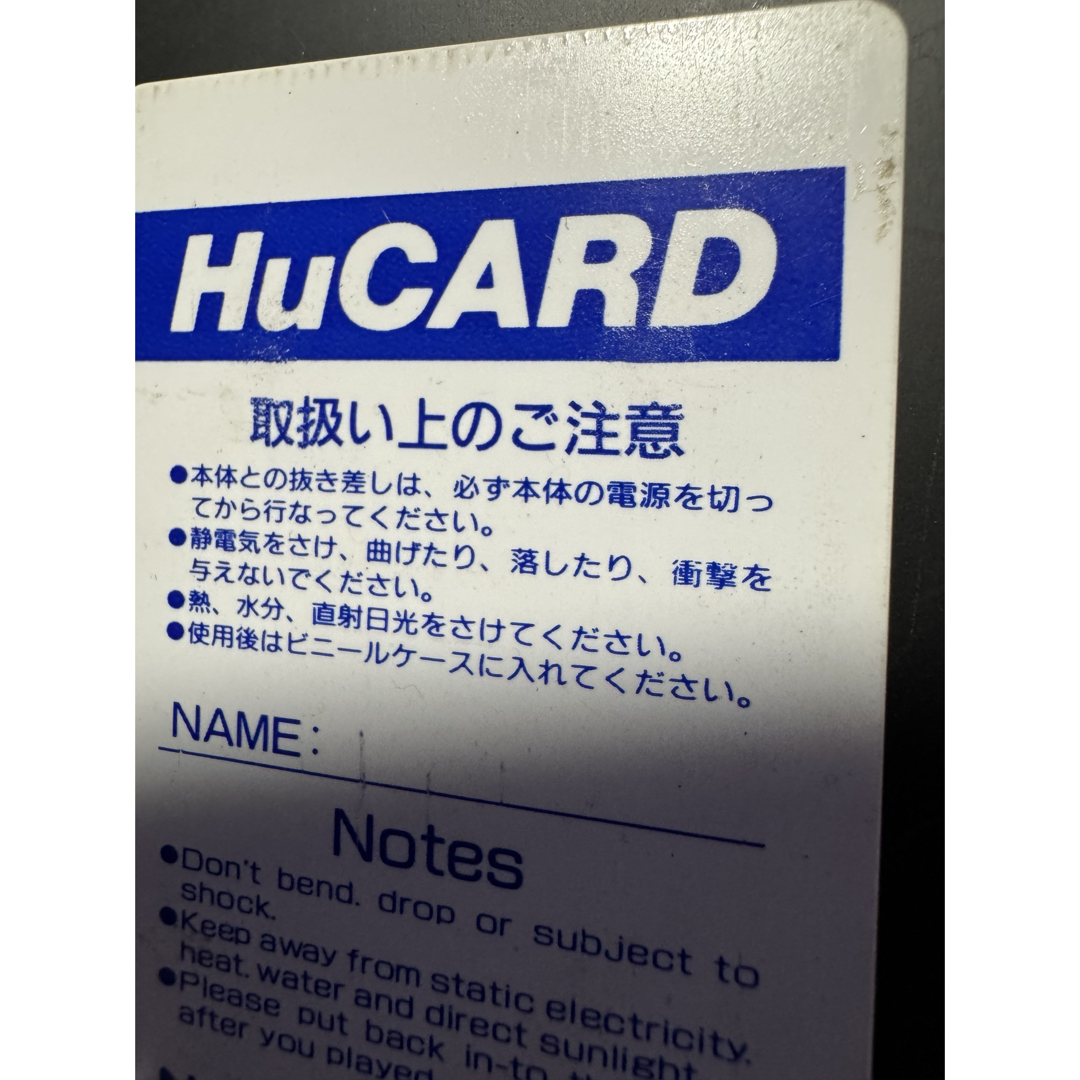 HuCARD
取扱い上のご注意
●本体との抜き差しは、必ず本体の電源を切っ
てから行なってください。
●静電気をさけ、曲げたり、落したり、衝撃を
与えないでください。
●熱、水分、直射日光をさけてください。
●使用後はビニールケースに入れてください。
NAME:
Notes
●Don't bend. drop or subject to
shock.
●Keep away from static electricity.
heat. water and direct sunlight
●Please put back in-to
after you played